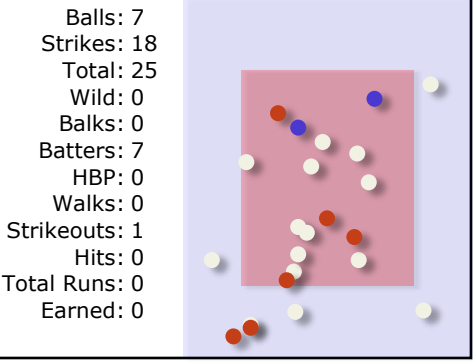 Balls: 7
Strikes: 18
Total: 25
Wild: 0
Balks: 0
Batters: 7
HBP: 0
Walks: 0
Strikeouts: 1
Hits: 0
Total Runs: 0
Earned: 0